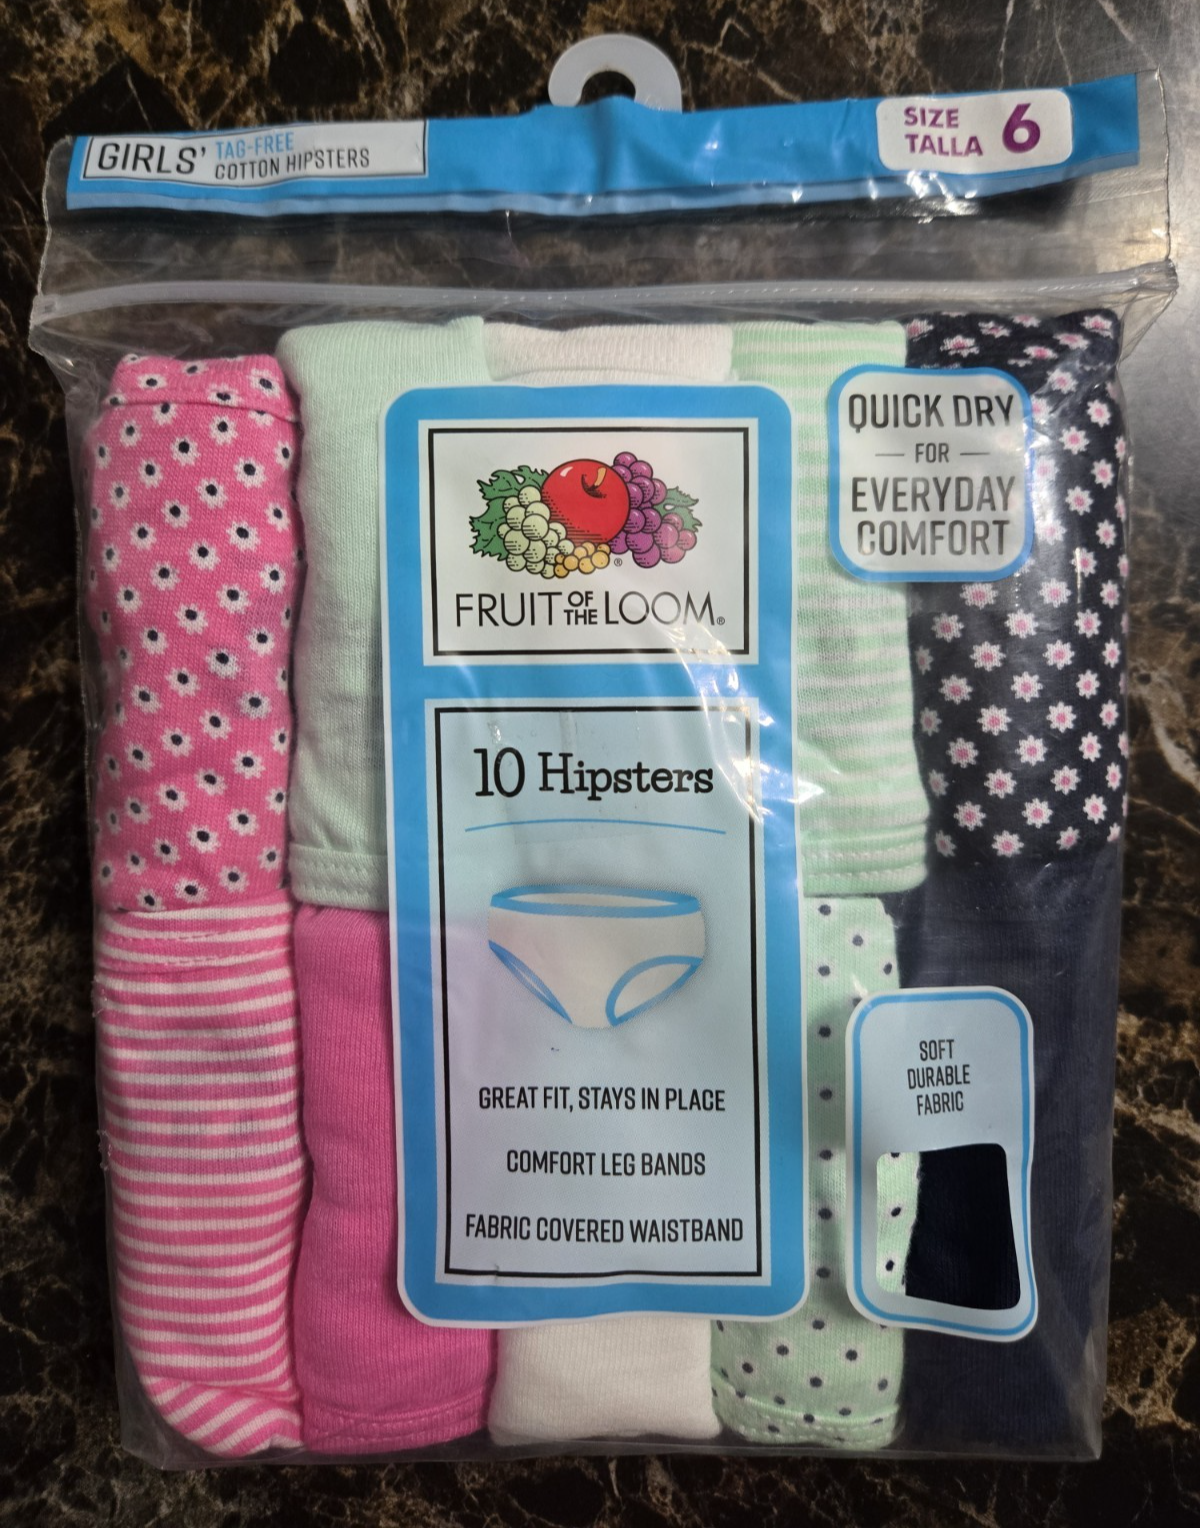 GIRLS' TAG-FREE
COTTON HIPSTERS
SIZE
TALLA 6
QUICK DRY
FOR
EVERYDAY
COMFORT
®
FRUIT OF THE LOOM®
10 Hipsters
GREAT FIT, STAYS IN PLACE
COMFORT LEG BANDS
FABRIC COVERED WAISTBAND
SOFT
DURABLE
FABRIC